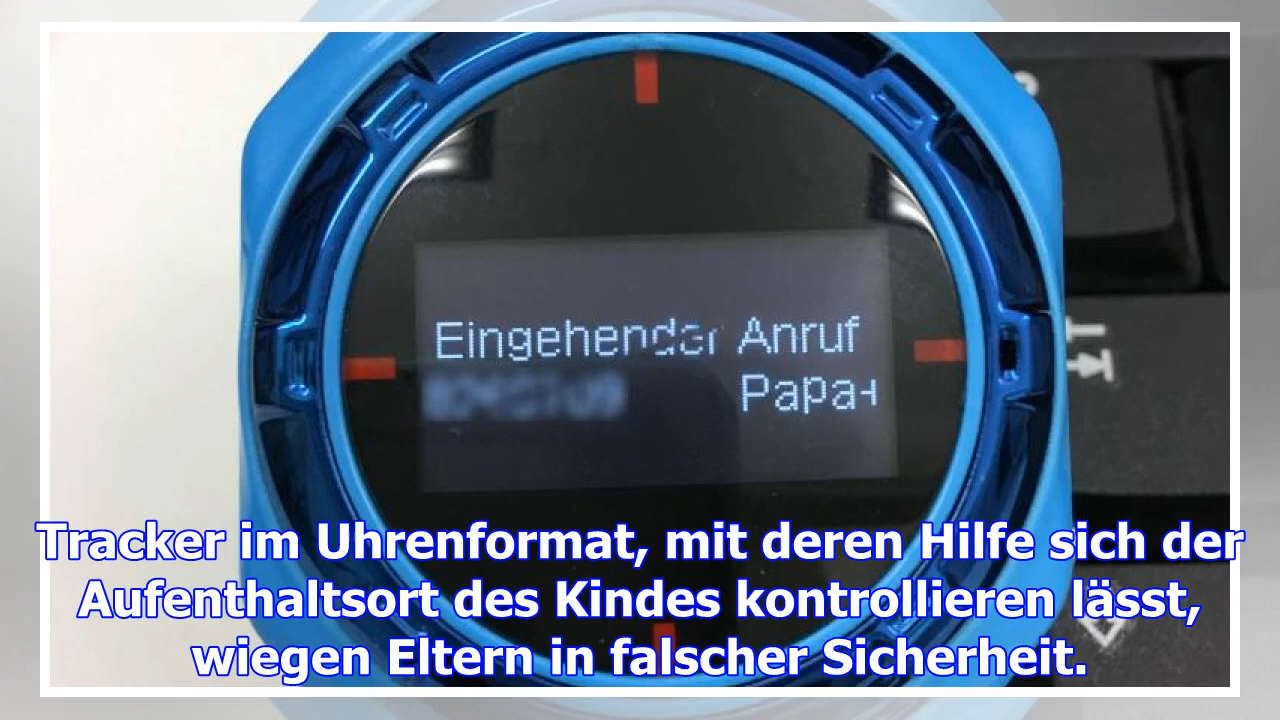 Eingehender Anruf
Papa
Tracker im Uhrenformat, mit deren Hilfe sich der
Aufenthaltsort des Kindes kontrollieren lässt,
wiegen Eltern in falscher Sicherheit.